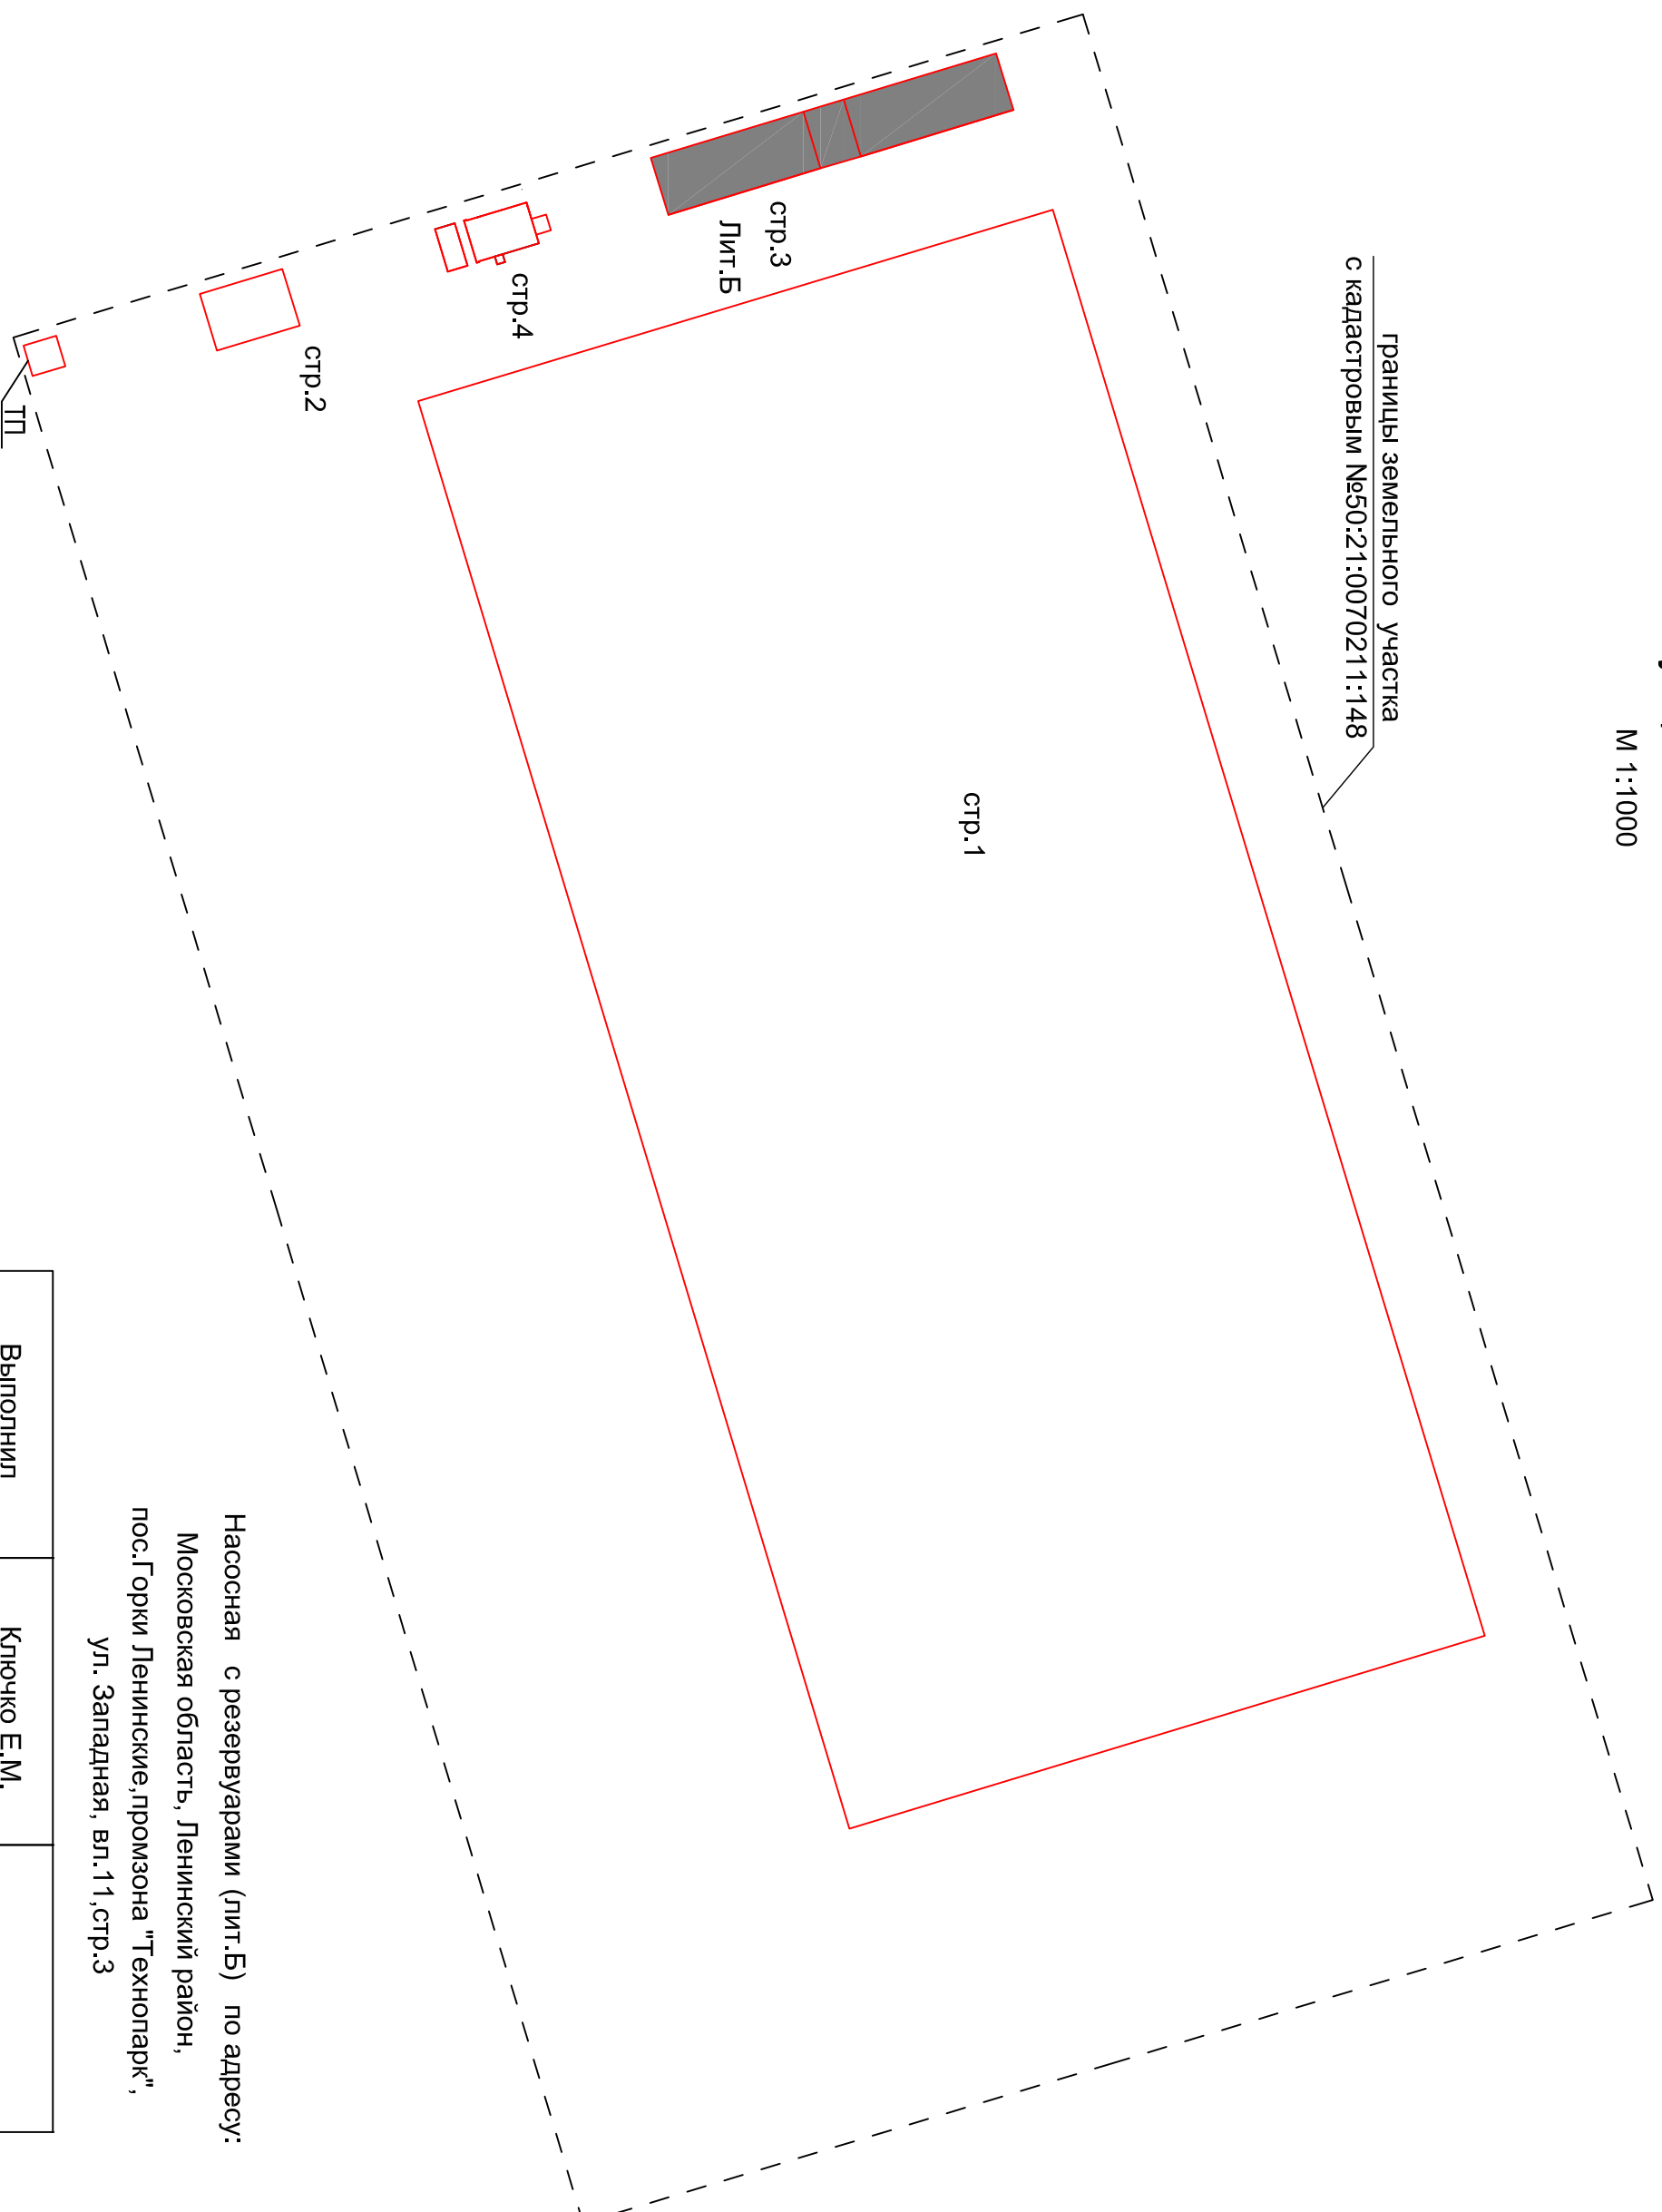 М 1:1000
границы земельного участка
с кадастровым №50:21:0070211:148
стр.1
стр.3
Лит.Б
стр.4
стр.2
ТП
Насосная с резервуарами (лит.Б) по адресу:
Московская область, Ленинский район,
пос.Горки Ленинские,промзона "Технопарк",
ул. Западная, вл.11,стр.3
Выполнил
Ключко Е.М.